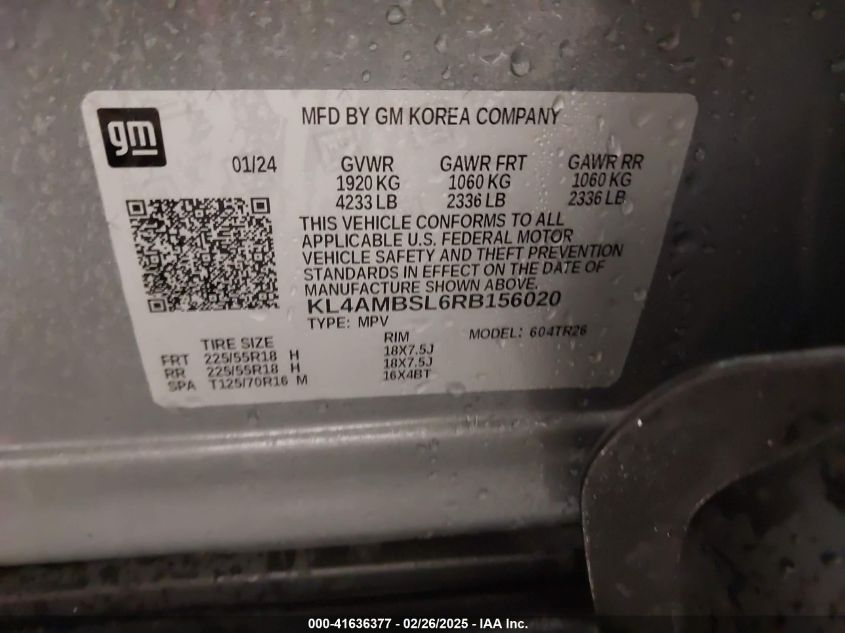 gm
MFD BY GM KOREA COMPANY
01/24 GVWR GAWR FRT GAWR RR
1920 KG 1060 KG 1060 KG
4233 LB 2336 LB 2336 LB
THIS VEHICLE CONFORMS TO ALL
APPLICABLE U.S. FEDERAL MOTOR
VEHICLE SAFETY AND THEFT PREVENTION
STANDARDS IN EFFECT ON THE DATE OF
MANUFACTURE SHOWN ABOVE.
KL4AMBSL6RB156020
TYPE: MPV MODEL: 604TR26
TIRE SIZE RIM
FRT 225/55R18 H 18X7.5J
RR 225/55R18 H 18X7.5J
SPA T125/70R16 M 16X4BT
000-41636377 - 02/26/2025 - IAA Inc.